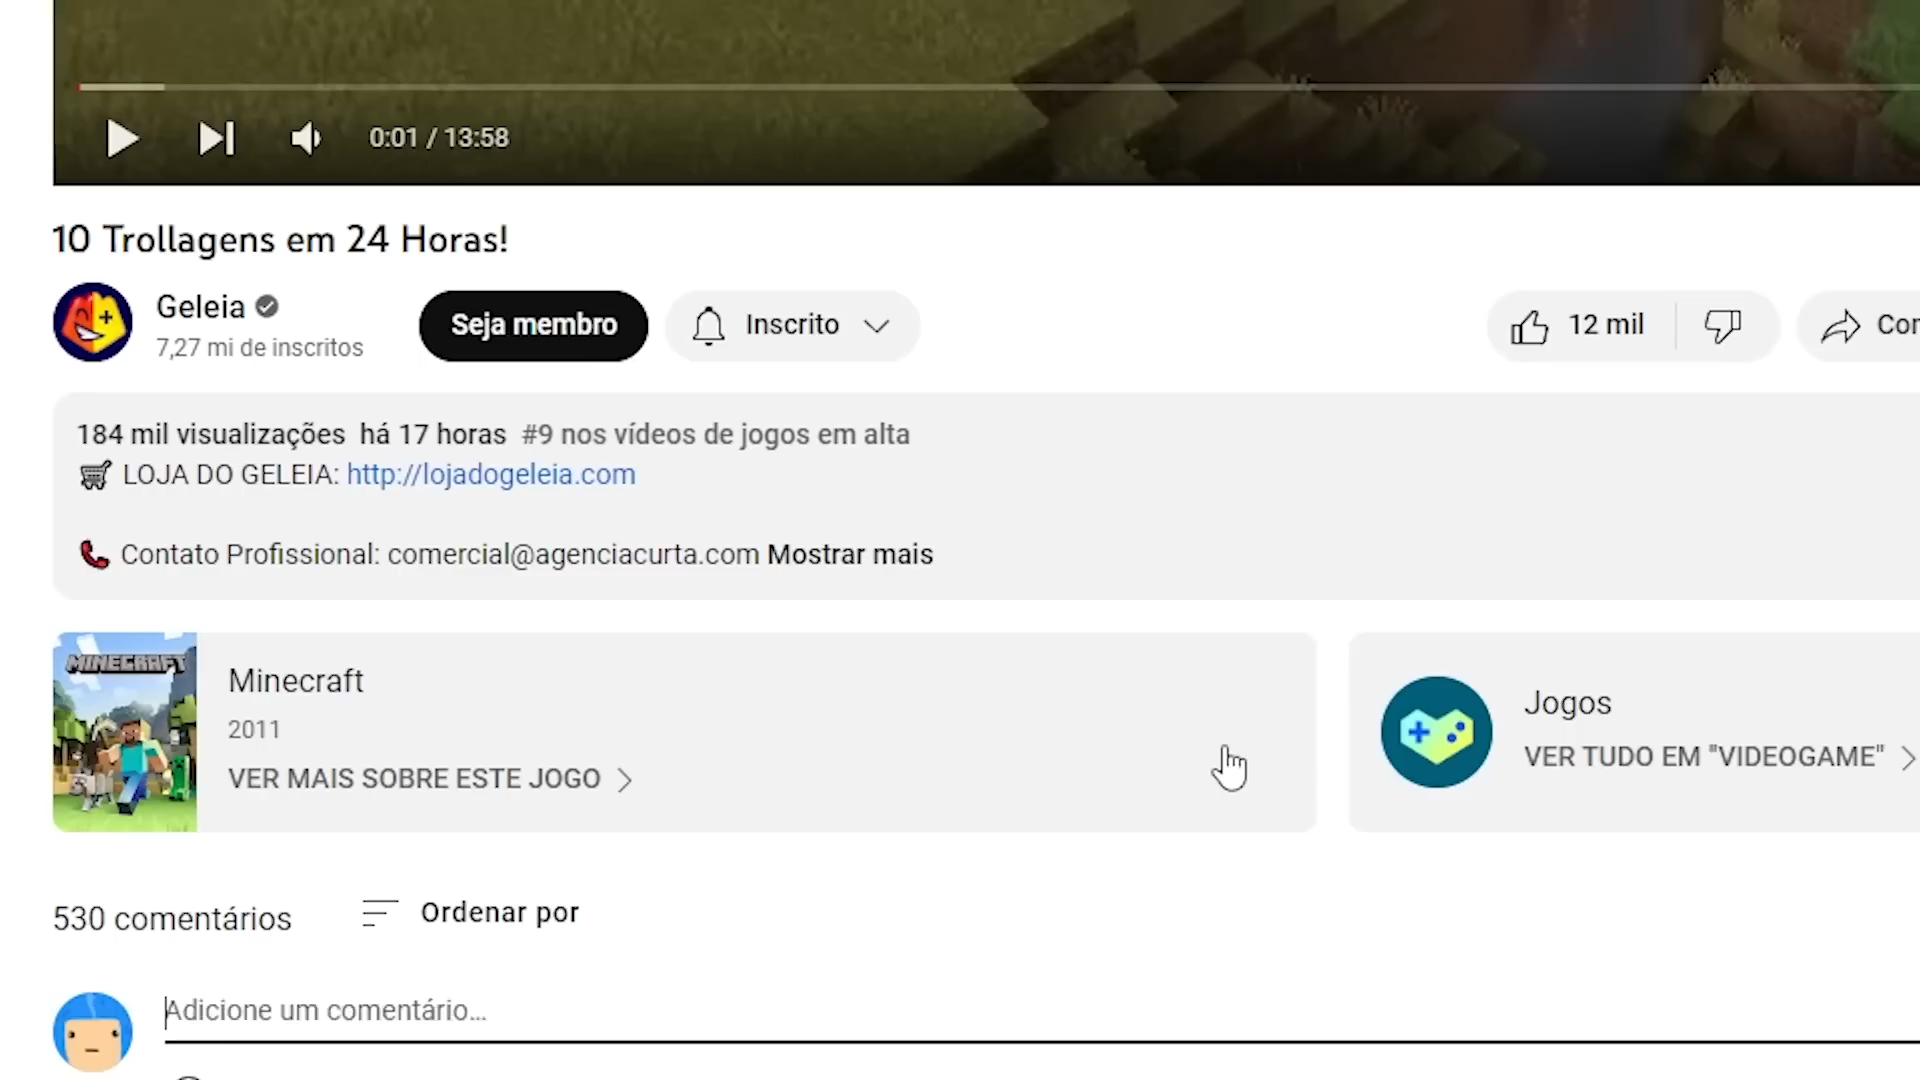 0:01 / 13:58
10 Trollagens em 24 Horas!
Geleia
7,27 mi de inscritos
Seja membro
Inscrito
12 mil
Com
184 mil visualizações há 17 horas #9 nos vídeos de jogos em alta
LOJA DO GELEIA: http://lojadogeleia.com
Contato Profissional: comercial@agenciacurta.com Mostrar mais
MINECRAFT
Minecraft
2011
VER MAIS SOBRE ESTE JOGO
Jogos
VER TUDO EM "VIDEOGAME"
530 comentários
Ordenar por
Adicione um comentário...